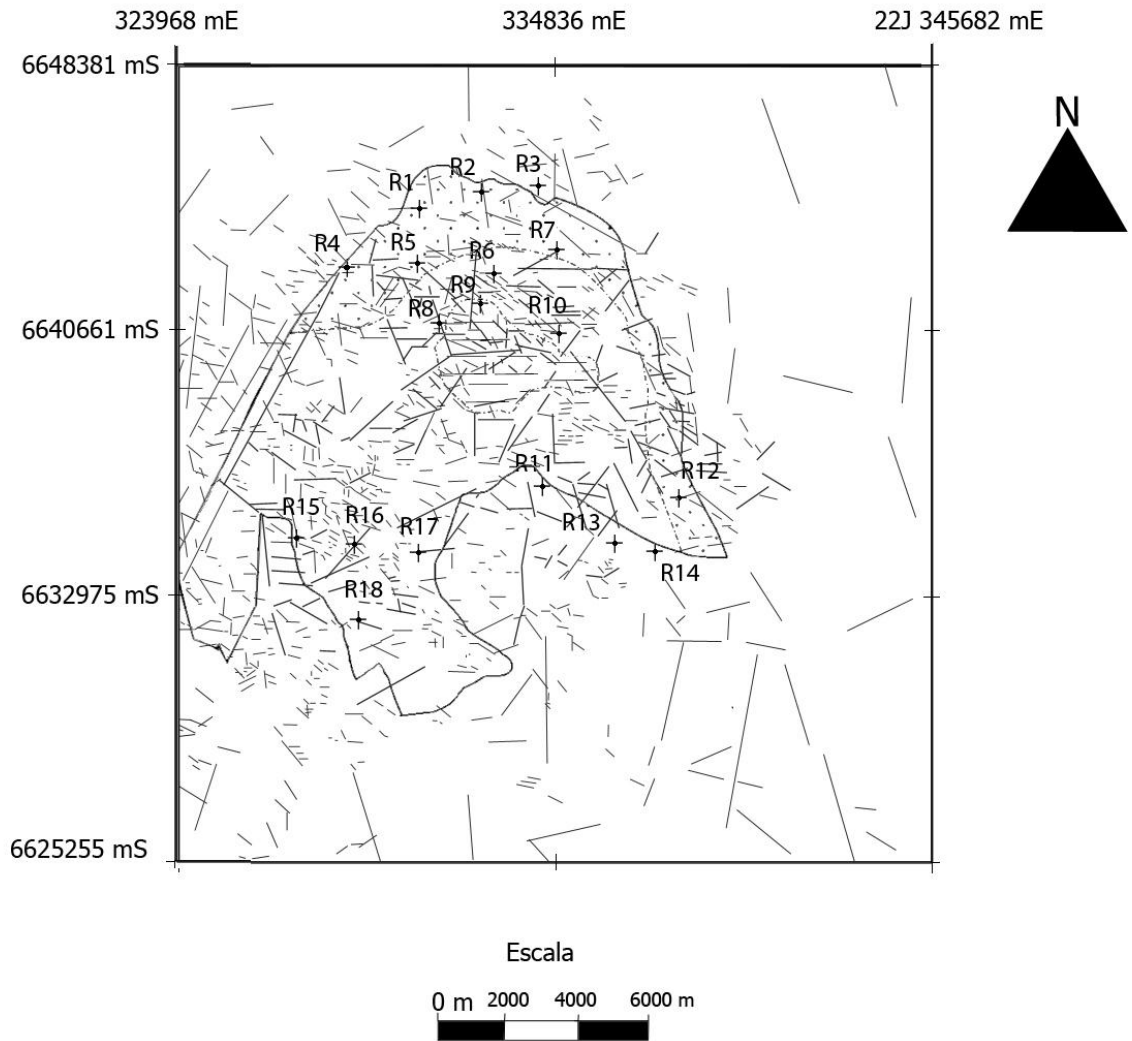 323968 mE 334836 mE 22J 345682 mE
6648381 mS
N
R1 R2 R3
R4 R5 R6 R7
R8 R9 R10
6640661 mS
R11 R12
R13
R15 R16 R17
R14
6632975 mS
R18
6625255 mS
Escala
0 m 2000 4000 6000 m